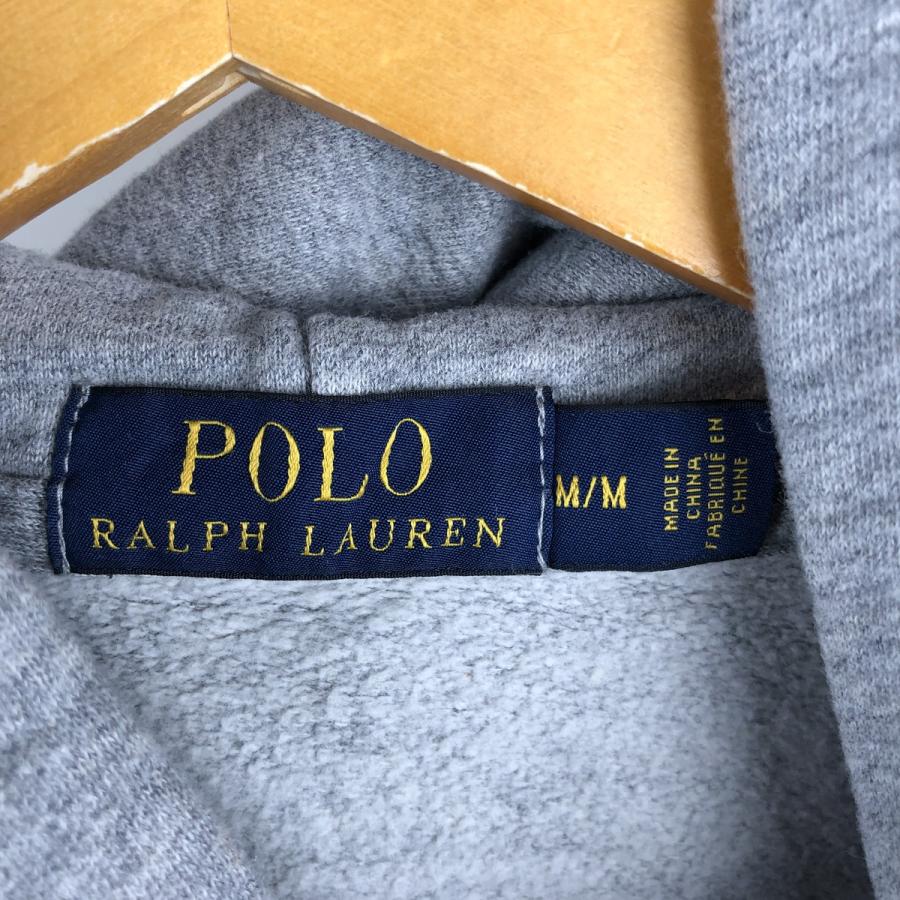 POLO
RALPH LAUREN
M/M
MADE IN
CHINA
FABRIQUÉ EN
CHINE